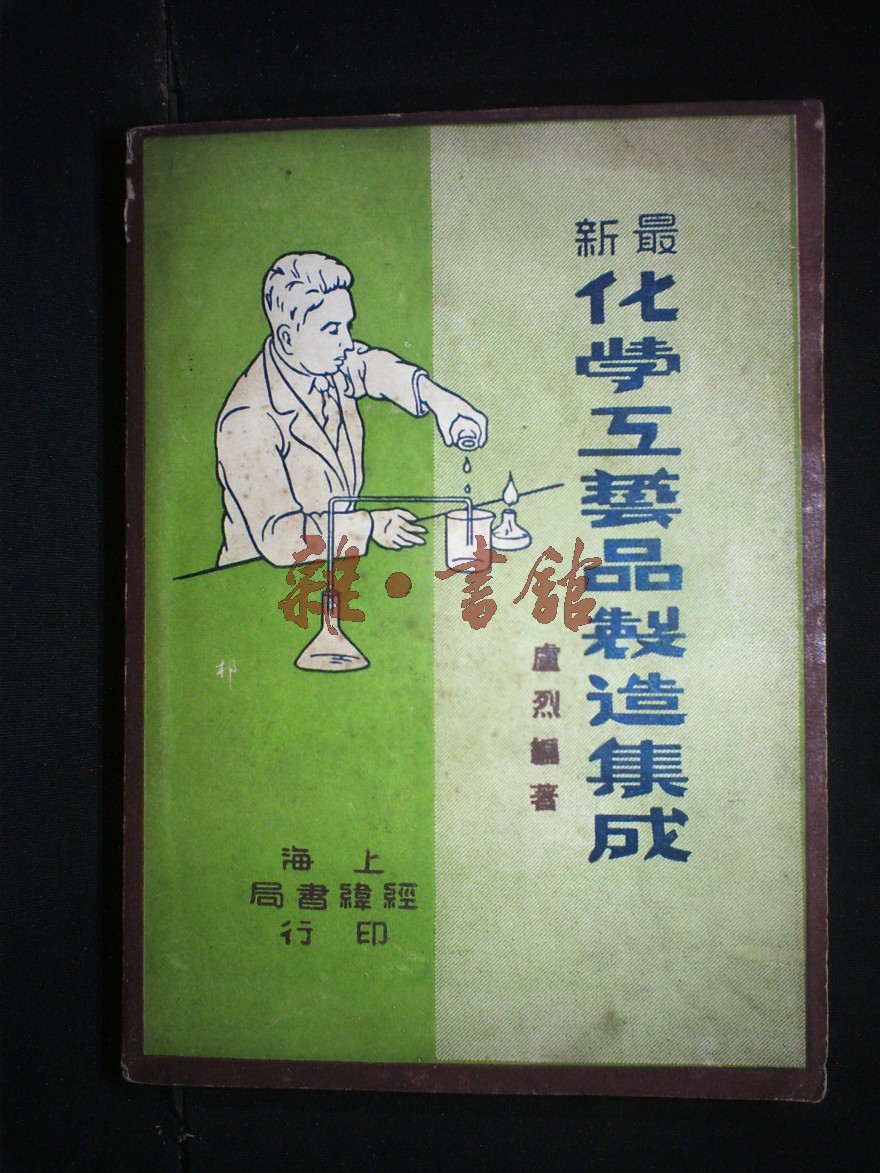 最新
化學工藝品製造集成
盧烈編著
上海
經緯書局
印行
雜·書館